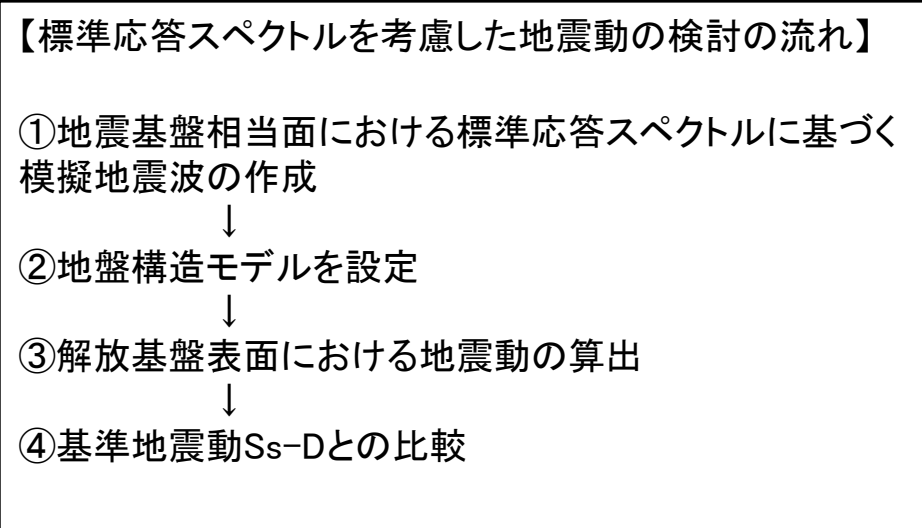 【標準応答スペクトルを考慮した地震動の検討の流れ】
①地震基盤相当面における標準応答スペクトルに基づく
模擬地震波の作成
↓
②地盤構造モデルを設定
↓
③解放基盤表面における地震動の算出
↓
④基準地震動Ss-Dとの比較